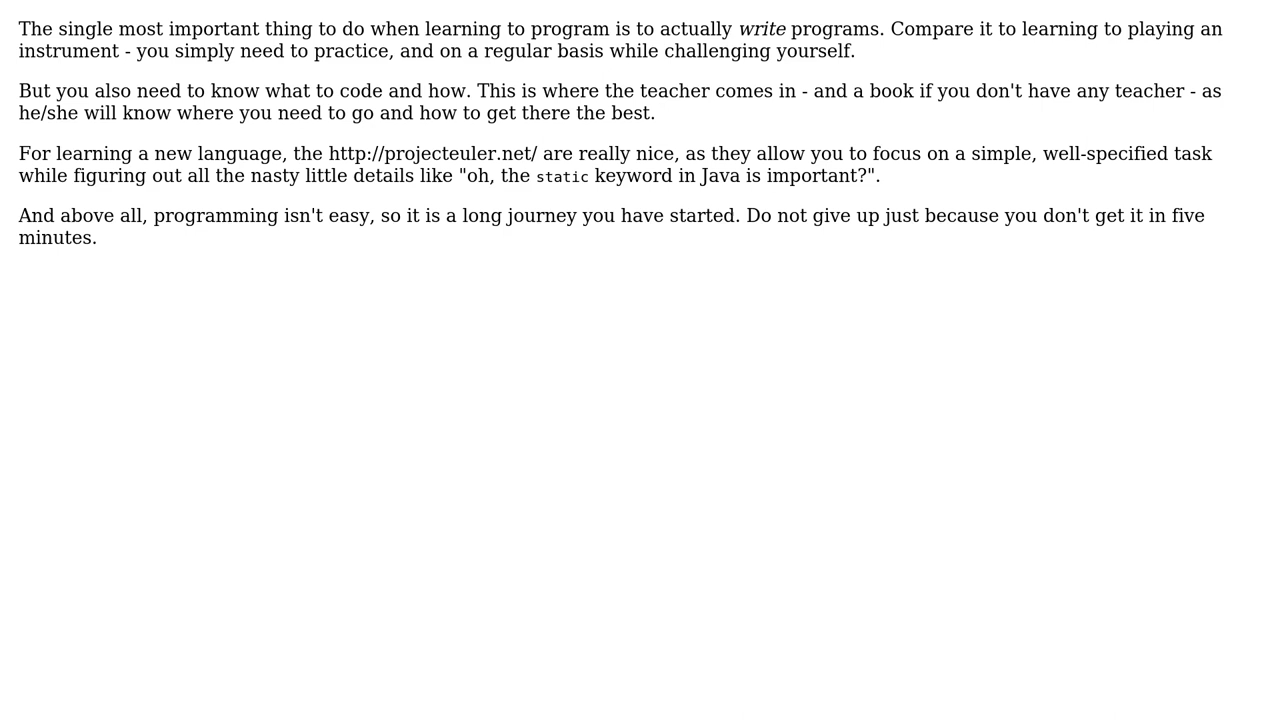 The single most important thing to do when learning to program is to actually write programs. Compare it to learning to playing an
instrument - you simply need to practice, and on a regular basis while challenging yourself.
But you also need to know what to code and how. This is where the teacher comes in - and a book if you don't have any teacher - as
he/she will know where you need to go and how to get there the best.
For learning a new language, the http://projecteuler.net/ are really nice, as they allow you to focus on a simple, well-specified task
while figuring out all the nasty little details like "oh, the static keyword in Java is important?".
And above all, programming isn't easy, so it is a long journey you have started. Do not give up just because you don't get it in five
minutes.